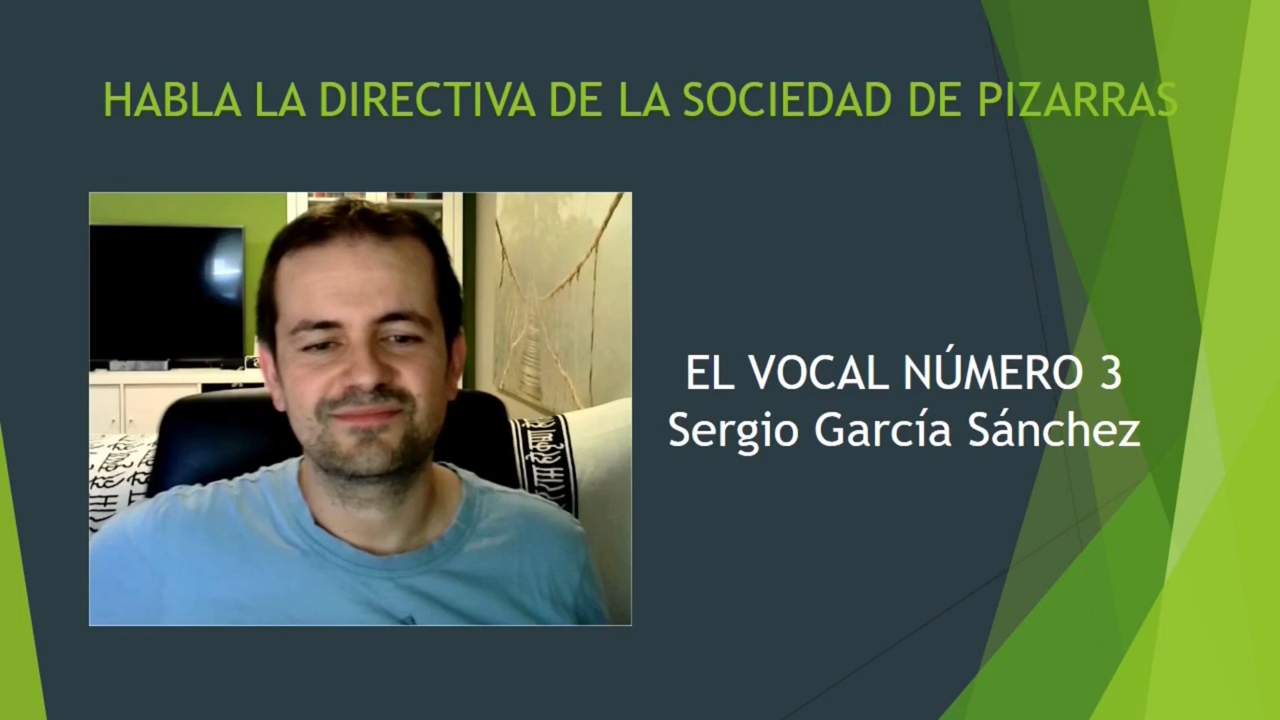 HABLA LA DIRECTIVA DE LA SOCIEDAD DE PIZARRAS
EL VOCAL NÚMERO 3
Sergio García Sánchez